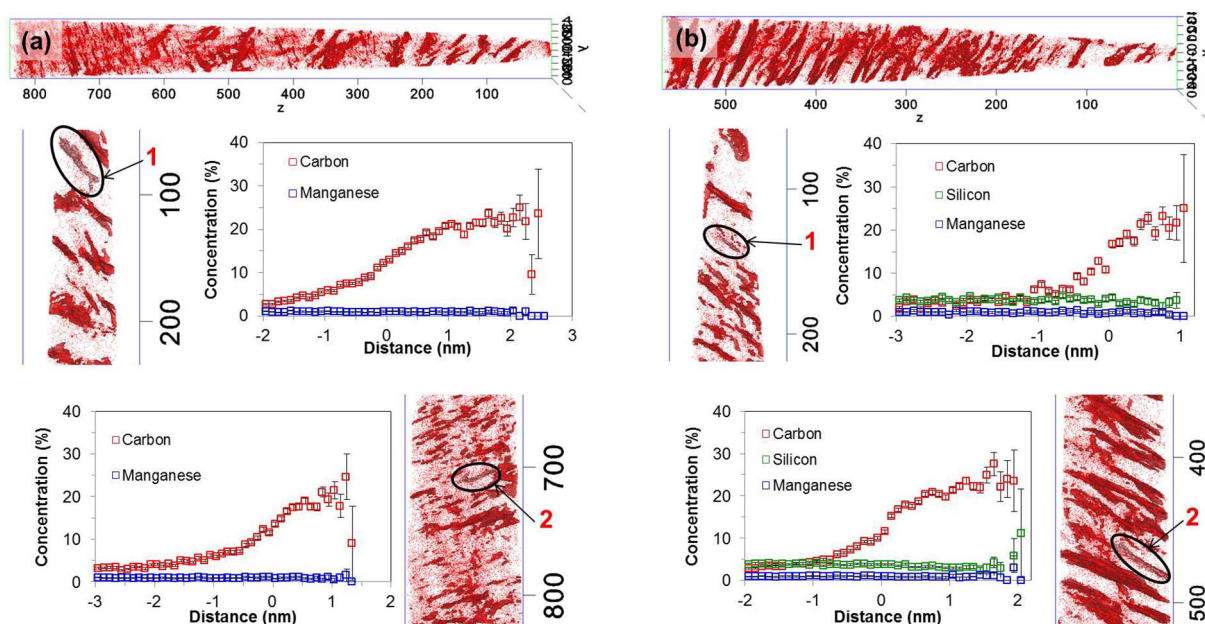 (a)
800 700 600 500 400 300 200 100
z
(b)
500 400 300 200 100
z
1
100
200
Concentration (%)
40
30
20
10
0
Carbon
Manganese
-2 -1 0 1 2 3
Distance (nm)
1
100
200
Concentration (%)
40
30
20
10
0
Carbon
Silicon
Manganese
-3 -2 -1 0 1
Distance (nm)
Concentration (%)
40
30
20
10
0
Carbon
Manganese
-3 -2 -1 0 1 2
Distance (nm)
700
2
800
Concentration (%)
40
30
20
10
0
Carbon
Silicon
Manganese
-2 -1 0 1 2
Distance (nm)
400
2
500